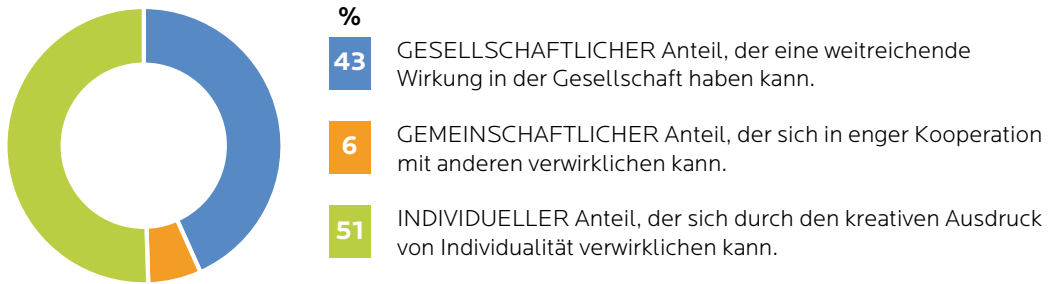 %
43
GESELLSCHAFTLICHER Anteil, der eine weitreichende
Wirkung in der Gesellschaft haben kann.
6
GEMEINSCHAFTLICHER Anteil, der sich in enger Kooperation
mit anderen verwirklichen kann.
51
INDIVIDUELLER Anteil, der sich durch den kreativen Ausdruck
von Individualität verwirklichen kann.